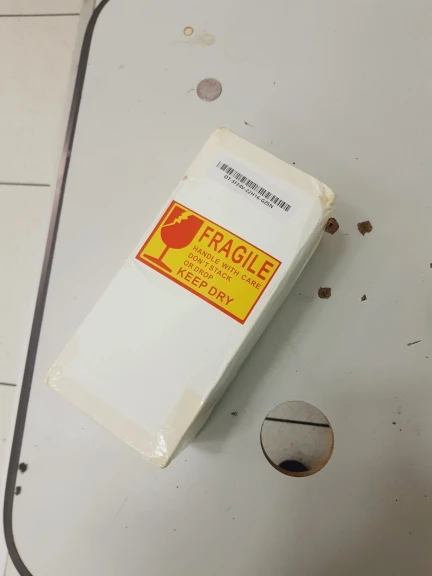 FRAGILE
HANDLE WITH CARE
DON'T STACK
OR DROP
KEEP DRY